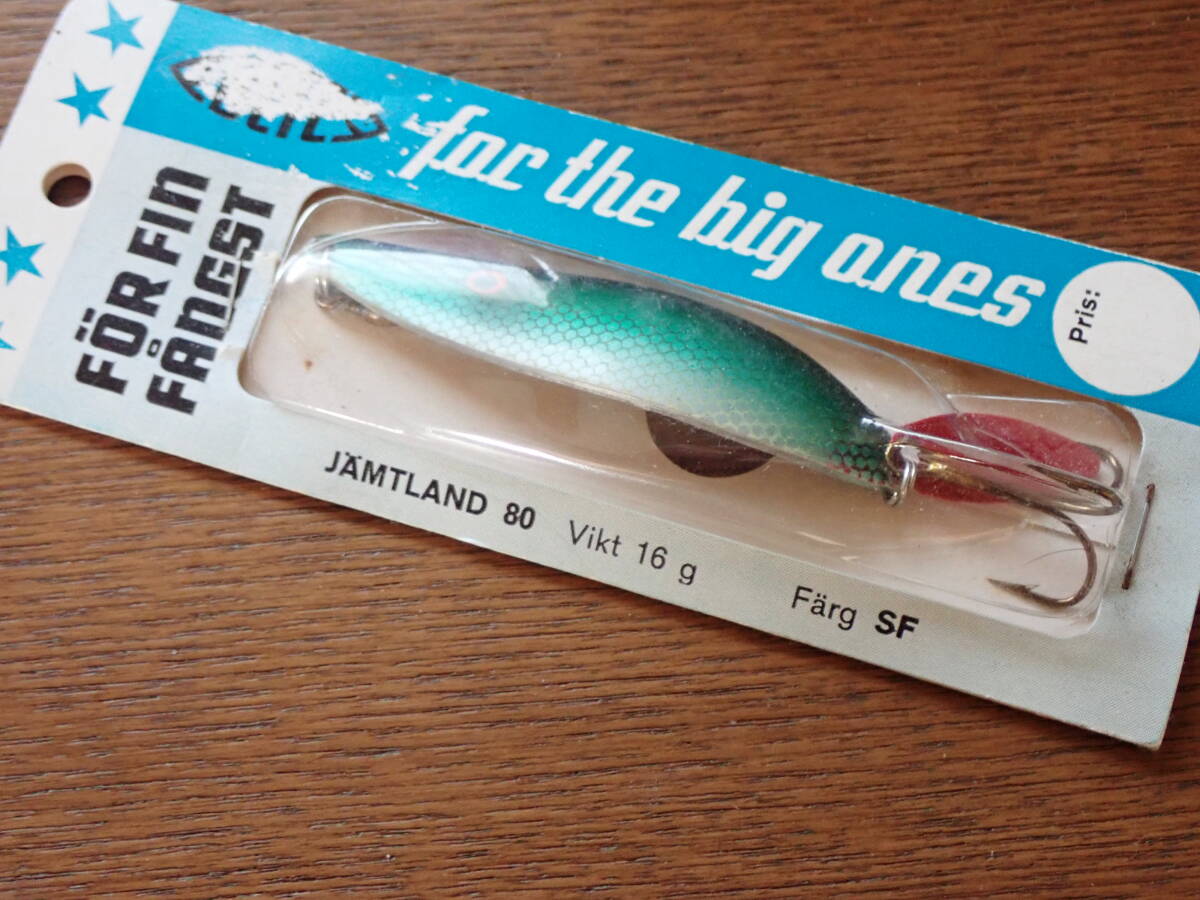 for the big ones
Pris:
FÖR FIN
FÅNGST
JÄMTLAND 80 Vikt 16 g Färg SF